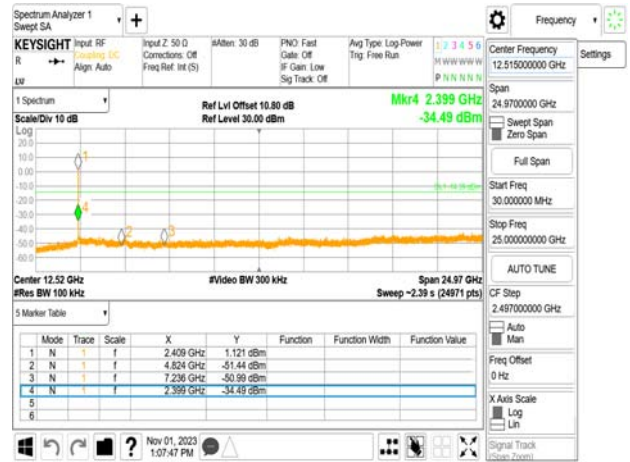 Spectrum Analyzer 1
Swept SA
Frequency
KEYSIGHT
R
LXI
Input: RF
Coupling: DC
Align: Auto
Input Z: 50 Ω
Corrections: Off
Freq Ref: Int (S)
#Atten: 30 dB
PNO: Fast
Gate: Off
IF Gain: Low
Sig Track: Off
Avg Type: Log-Power
Trig: Free Run
1 2 3 4 5 6
M W W W W W
P N N N N N
1 Spectrum
Scale/Div 10 dB
Log
Ref Lvl Offset 10.80 dB
Ref Level 30.00 dBm
Mkr4 2.399 GHz
-34.49 dBm
20.0
10.0
0.00
-10.0
-20.0
-30.0
-40.0
-50.0
-60.0
1
4
2
3
Center 12.52 GHz
#Res BW 100 kHz
#Video BW 300 kHz
Span 24.97 GHz
Sweep ~2.39 s (24971 pts)
5 Marker Table
Mode Trace Scale X Y Function Function Width Function Value
1 N 1 f 2.409 GHz 1.121 dBm
2 N 1 f 4.824 GHz -51.44 dBm
3 N 1 f 7.236 GHz -50.99 dBm
4 N 1 f 2.399 GHz -34.49 dBm
5
6
Nov 01, 2023
1:07:47 PM
Center Frequency
12.515000000 GHz
Settings
Span
24.9700000 GHz
Swept Span
Zero Span
Full Span
Start Freq
30.000000 MHz
Stop Freq
25.000000000 GHz
AUTO TUNE
CF Step
2.497000000 GHz
Auto
Man
Freq Offset
0 Hz
X Axis Scale
Log
Lin
Signal Track
(Span Zoom)